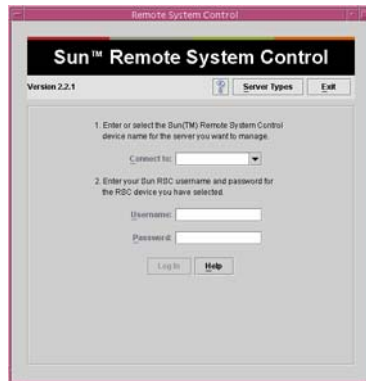 Remote System Control
Sun™ Remote System Control
Version 2.2.1
Server Types
Exit
1. Enter or select the Sun(TM) Remote System Control
device name for the server you want to manage.
Connect to:
2. Enter your Sun RSC username and password for
the RSC device you have selected.
Username:
Password:
Log In
Help